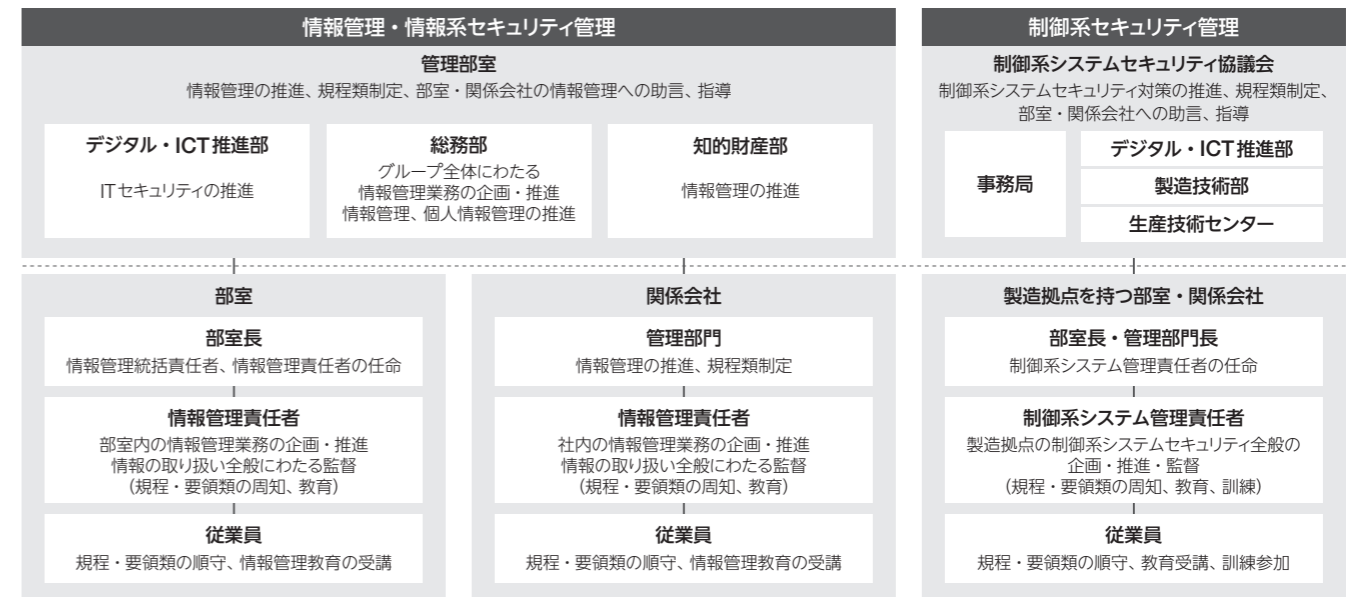 情報管理・情報系セキュリティ管理
管理部室
情報管理の推進、規程類制定、部室・関係会社の情報管理への助言、指導
デジタル・ICT推進部
ITセキュリティの推進
総務部
グループ全体にわたる
情報管理業務の企画・推進
情報管理、個人情報管理の推進
知的財産部
情報管理の推進
制御系セキュリティ管理
制御系システムセキュリティ協議会
制御系システムセキュリティ対策の推進、規程類制定、
部室・関係会社への助言、指導
事務局
デジタル・ICT推進部
製造技術部
生産技術センター
部室
部室長
情報管理統括責任者、情報管理責任者の任命
情報管理責任者
部室内の情報管理業務の企画・推進
情報の取り扱い全般にわたる監督
(規程・要領類の周知、教育)
従業員
規程・要領類の順守、情報管理教育の受講
関係会社
管理部門
情報管理の推進、規程類制定
情報管理責任者
社内の情報管理業務の企画・推進
情報の取り扱い全般にわたる監督
(規程・要領類の周知、教育)
従業員
規程・要領類の順守、情報管理教育の受講
製造拠点を持つ部室・関係会社
部室長・管理部門長
制御系システム管理責任者の任命
制御系システム管理責任者
製造拠点の制御系システムセキュリティ全般の
企画・推進・監督
(規程・要領類の周知、教育、訓練)
従業員
規程・要領類の順守、教育受講、訓練参加